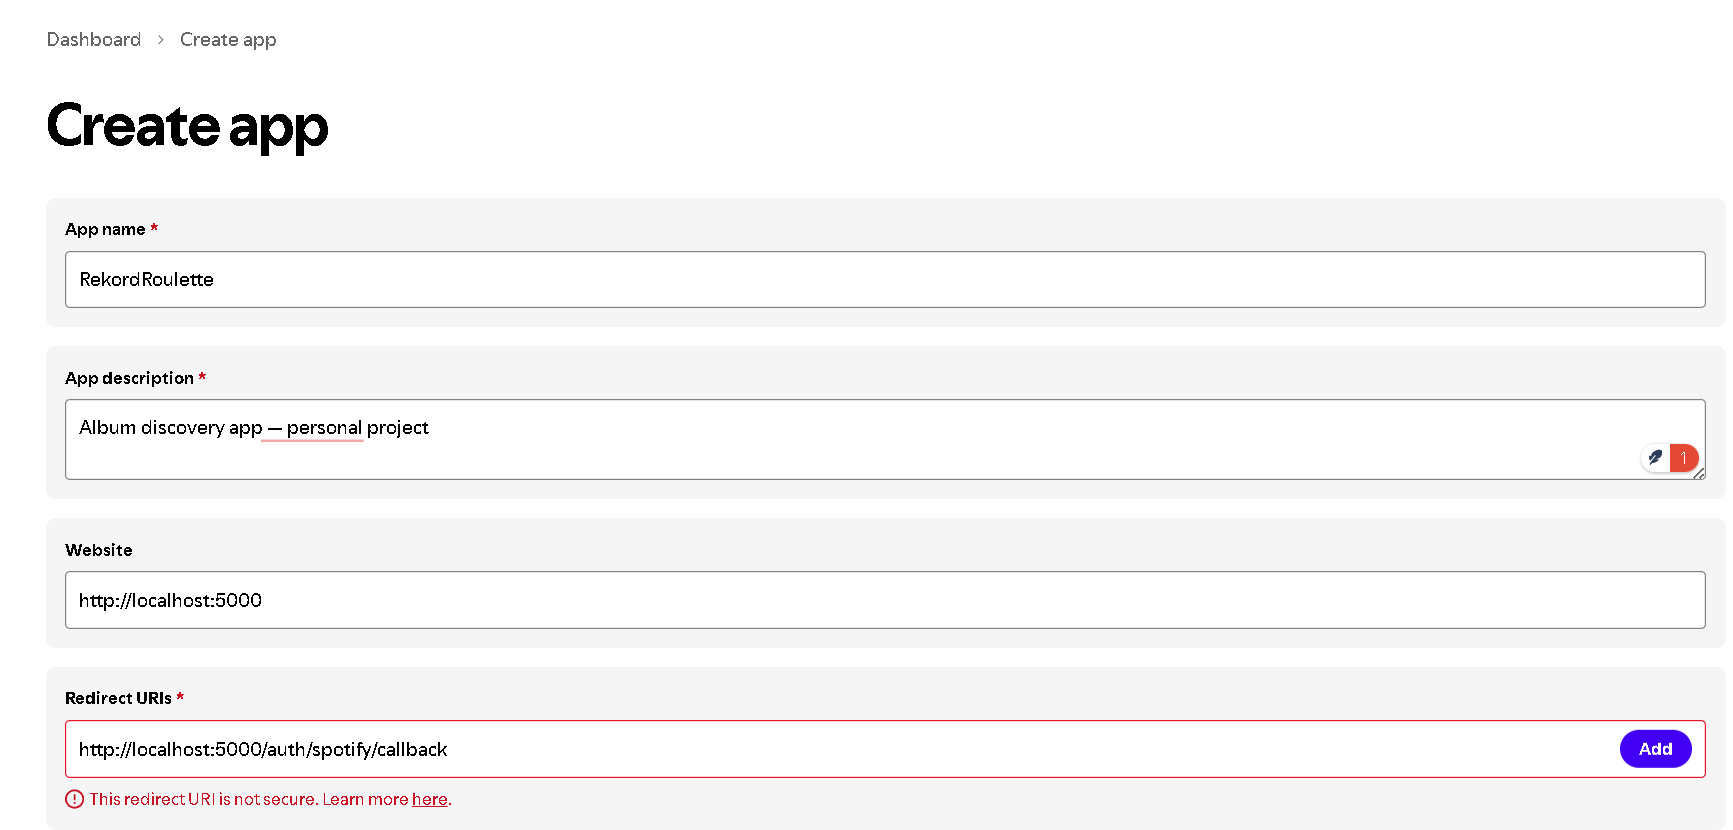 Dashboard > Create app
Create app
App name *
RekordRoulette
App description *
Album discovery app — personal project
1
Website
http://localhost:5000
Redirect URIs *
http://localhost:5000/auth/spotify/callback
Add
This redirect URI is not secure. Learn more here.